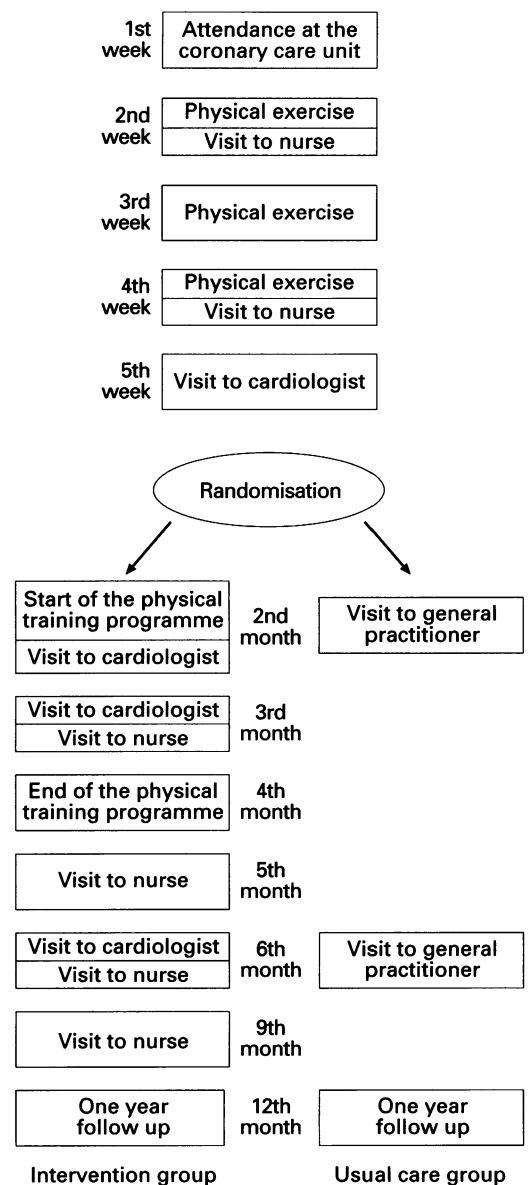 1st
week
Attendance at the
coronary care unit
2nd
week
Physical exercise
Visit to nurse
3rd
week
Physical exercise
4th
week
Physical exercise
Visit to nurse
5th
week
Visit to cardiologist
Randomisation
Start of the physical
training programme
Visit to cardiologist
2nd
month
Visit to general
practitioner
Visit to cardiologist
Visit to nurse
3rd
month
End of the physical
training programme
4th
month
Visit to nurse
5th
month
Visit to cardiologist
Visit to nurse
6th
month
Visit to general
practitioner
Visit to nurse
9th
month
One year
follow up
12th
month
One year
follow up
Intervention group
Usual care group